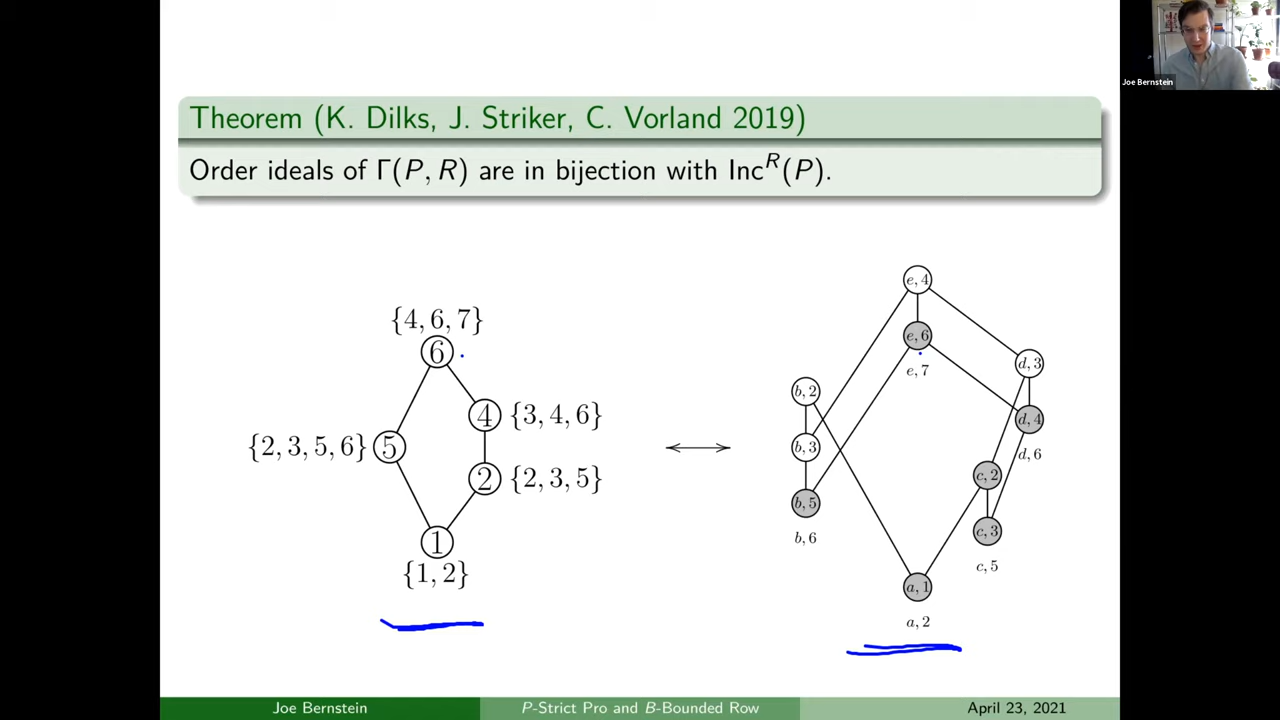 Joe Bernstein
Theorem (K. Dilks, J. Striker, C. Vorland 2019)
Order ideals of Γ(P, R) are in bijection with Inc^R(P).
{4, 6, 7}
6
4 {3, 4, 6}
{2, 3, 5, 6} 5
2 {2, 3, 5}
1
{1, 2}
e, 4
e, 6
e, 7
d, 3
b, 2
d, 4
b, 3
d, 6
c, 2
b, 5
c, 3
b, 6
c, 5
a, 1
a, 2
Joe Bernstein P-Strict Pro and B-Bounded Row April 23, 2021